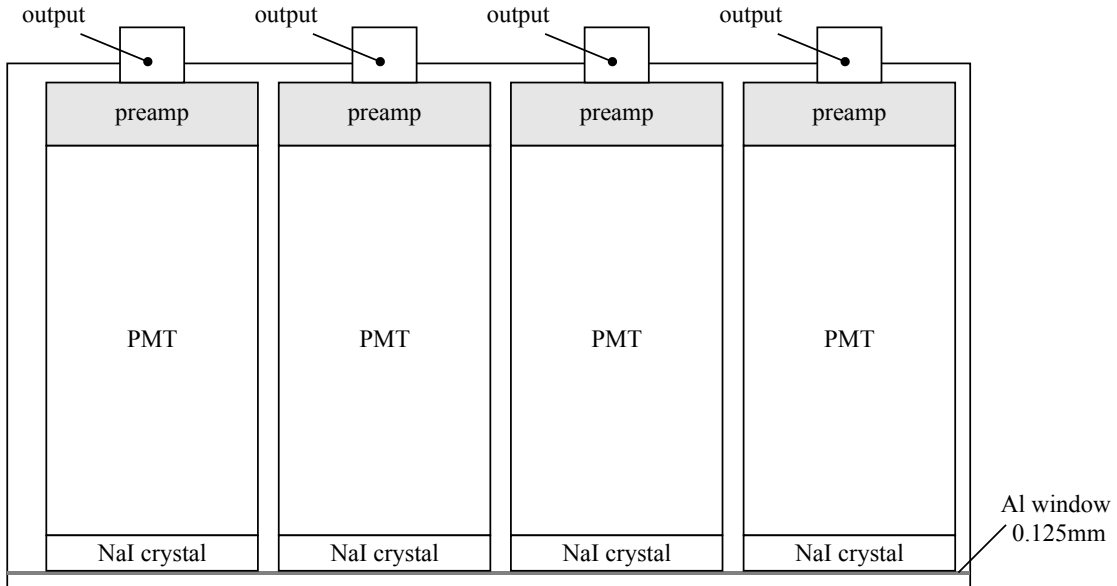 output
output
output
output
preamp
preamp
preamp
preamp
PMT
PMT
PMT
PMT
Al window
0.125mm
NaI crystal
NaI crystal
NaI crystal
NaI crystal